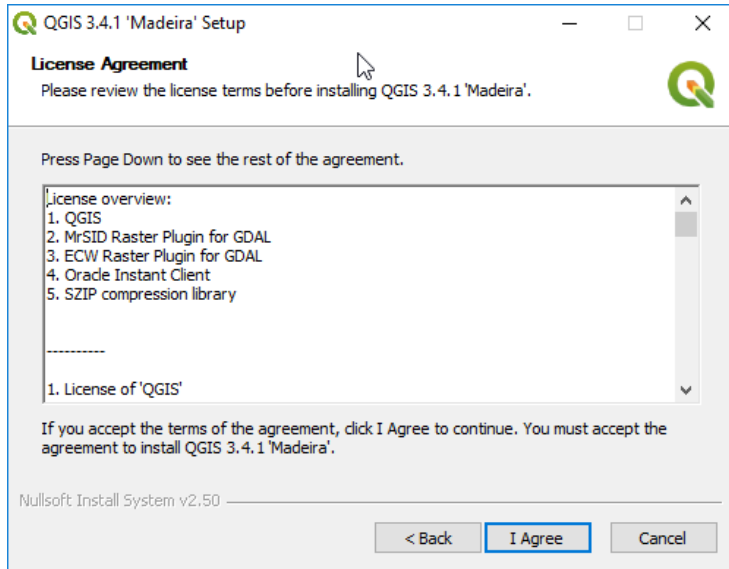 QGIS 3.4.1 'Madeira' Setup
License Agreement
Please review the license terms before installing QGIS 3.4.1 'Madeira'.
Press Page Down to see the rest of the agreement.
License overview:
1. QGIS
2. MrSID Raster Plugin for GDAL
3. ECW Raster Plugin for GDAL
4. Oracle Instant Client
5. SZIP compression library
----------
1. License of 'QGIS'
If you accept the terms of the agreement, click I Agree to continue. You must accept the
agreement to install QGIS 3.4.1 'Madeira'.
Nullsoft Install System v2.50
< Back I Agree Cancel